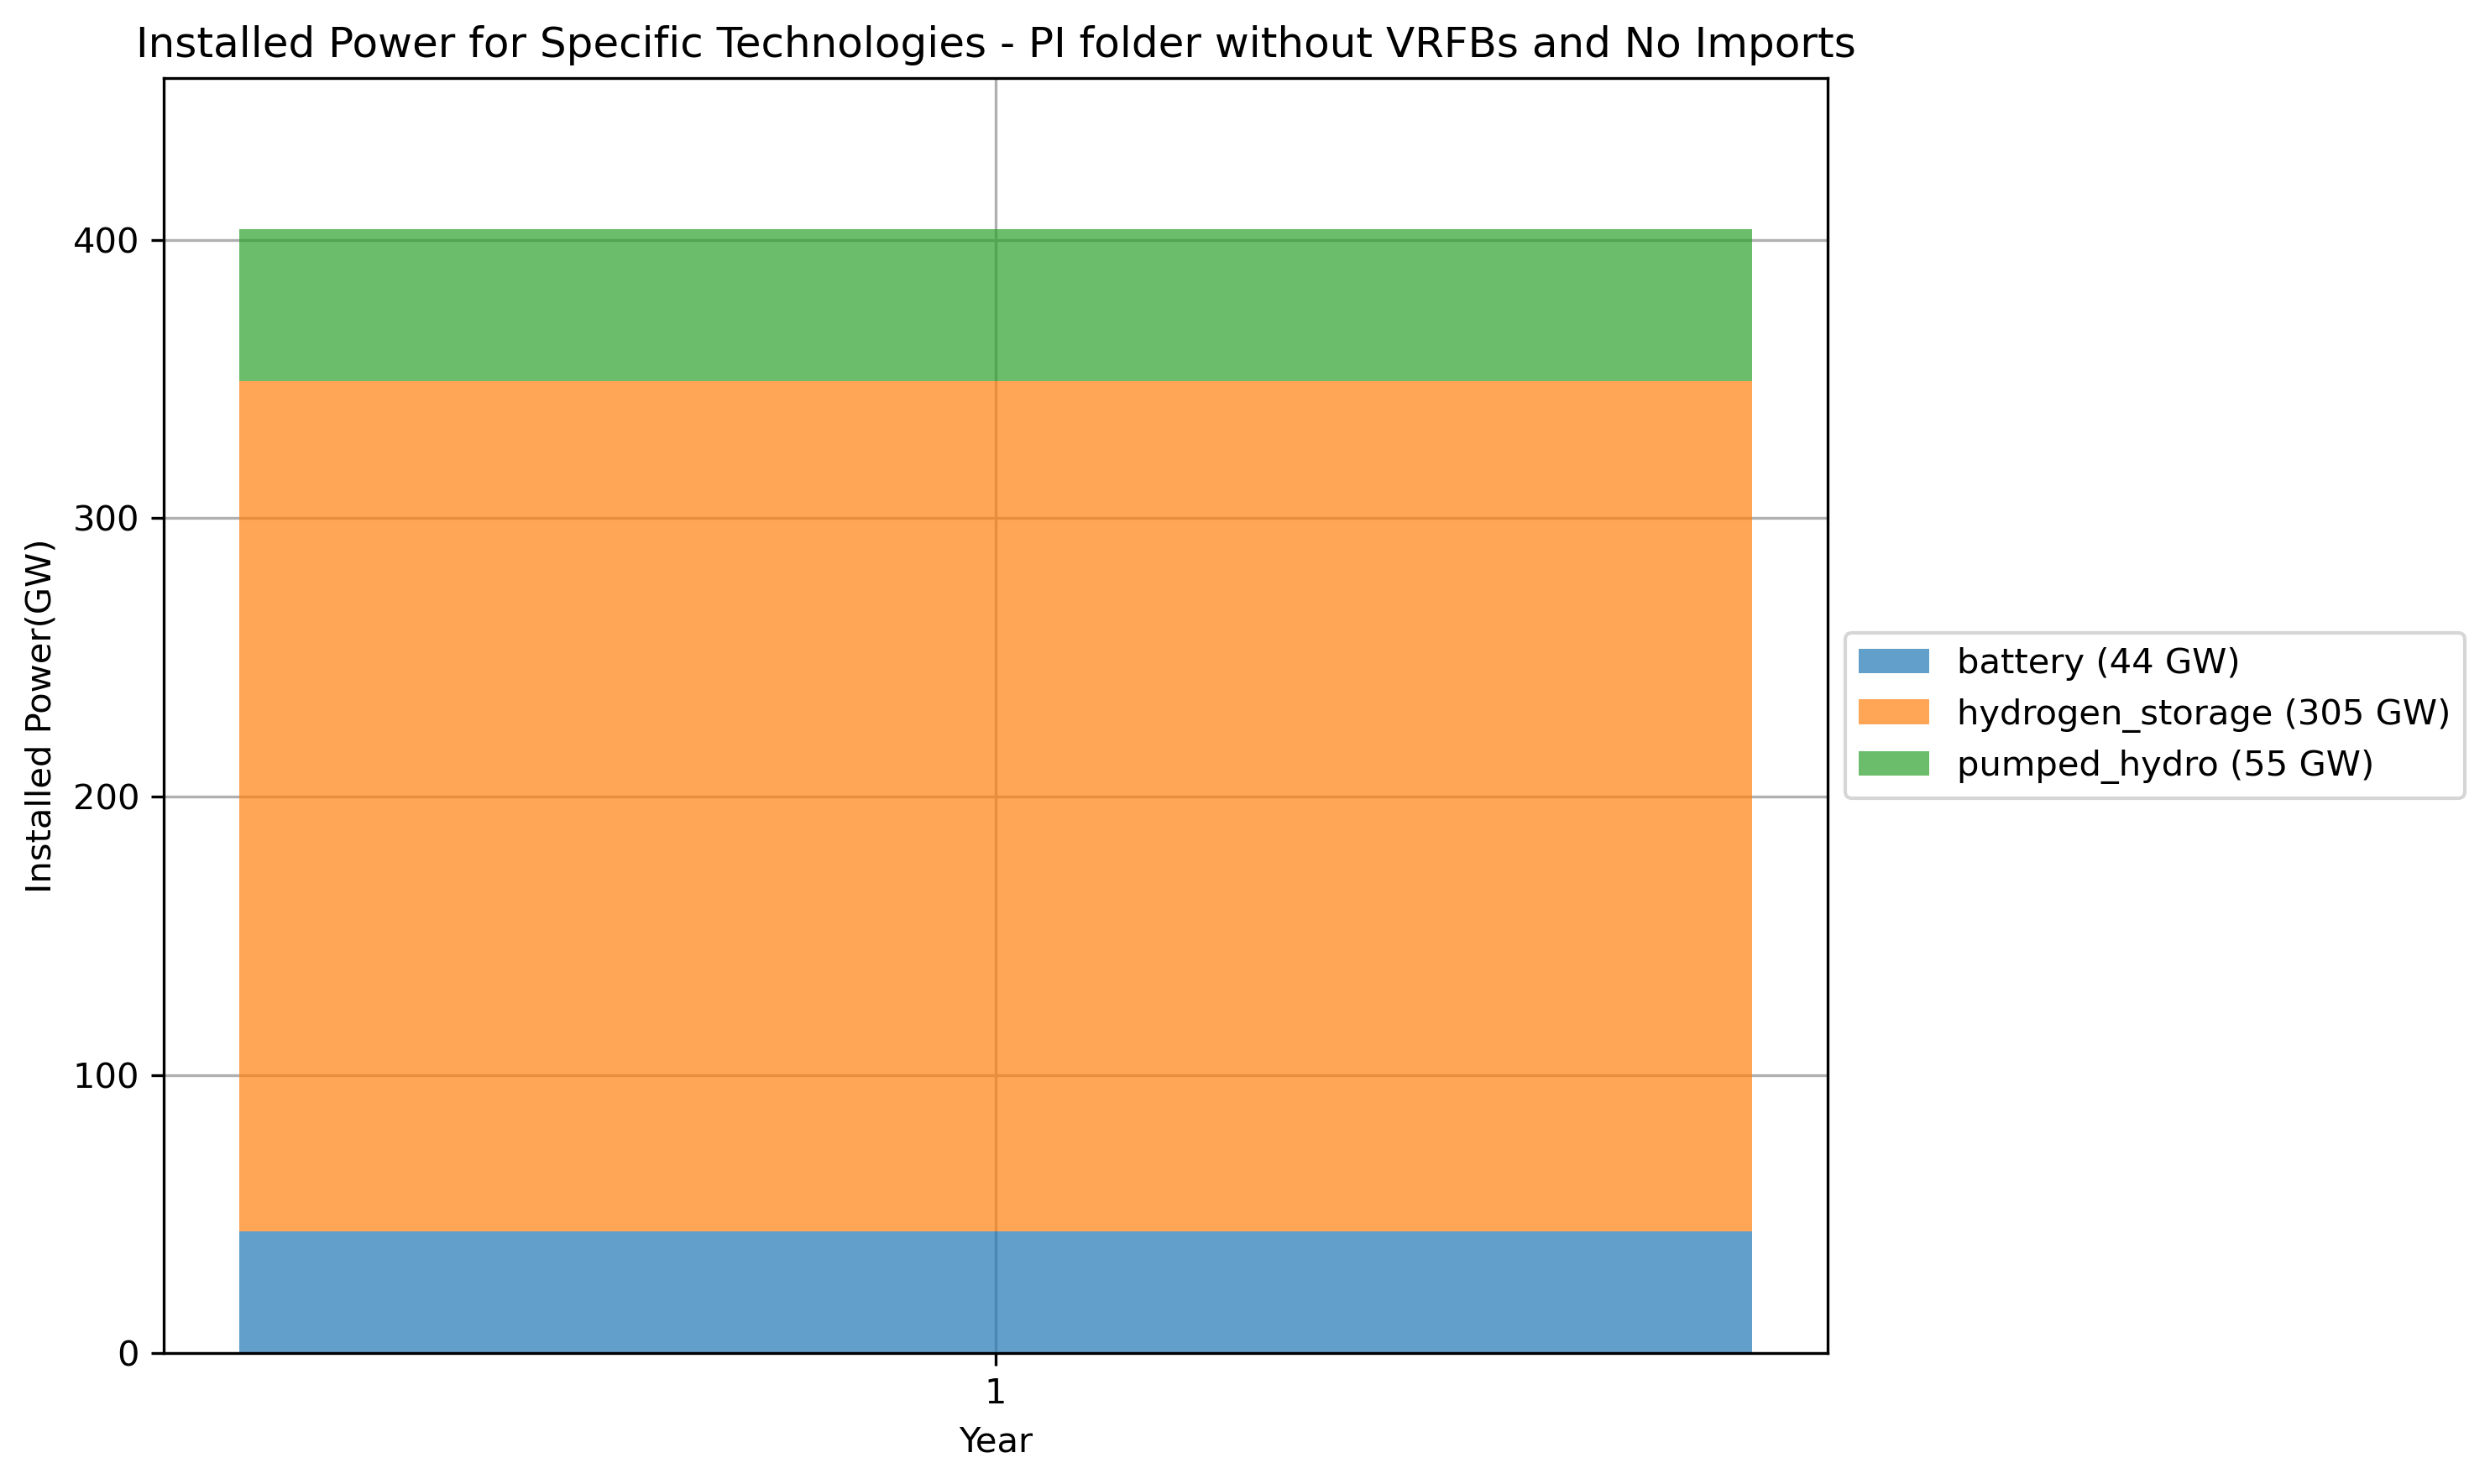 Installed Power for Specific Technologies - PI folder without VRFBs and No Imports
Installed Power(GW)
400
300
200
100
0
1
Year
battery (44 GW)
hydrogen_storage (305 GW)
pumped_hydro (55 GW)